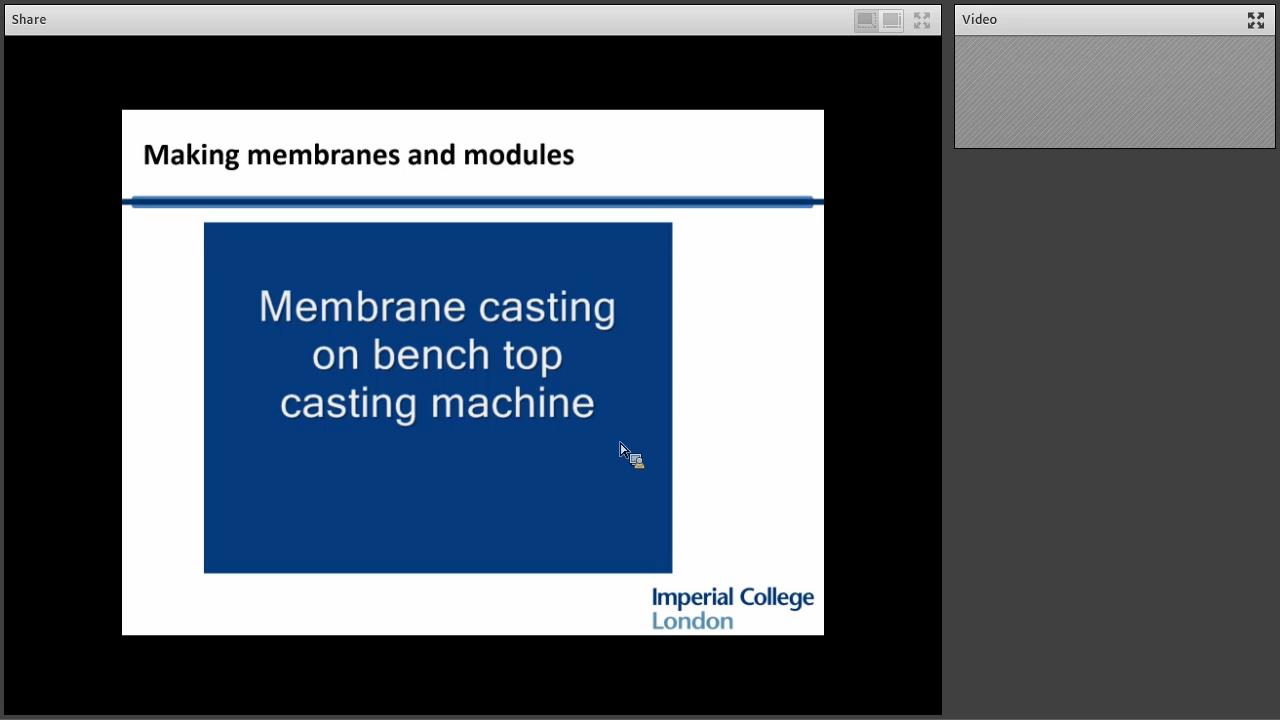 Share
Video
Making membranes and modules
Membrane casting
on bench top
casting machine
Imperial College
London